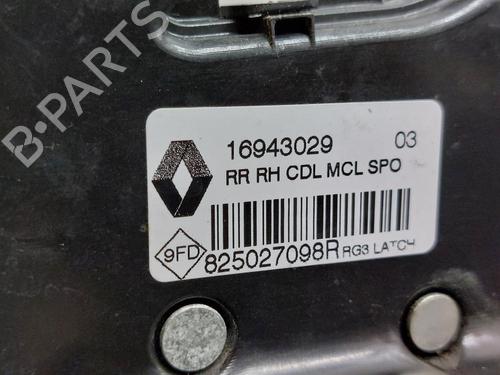 B-PARTS
16943029 03
RR RH CDL MCL SPO
9FD 825027098R RG3 LATCH